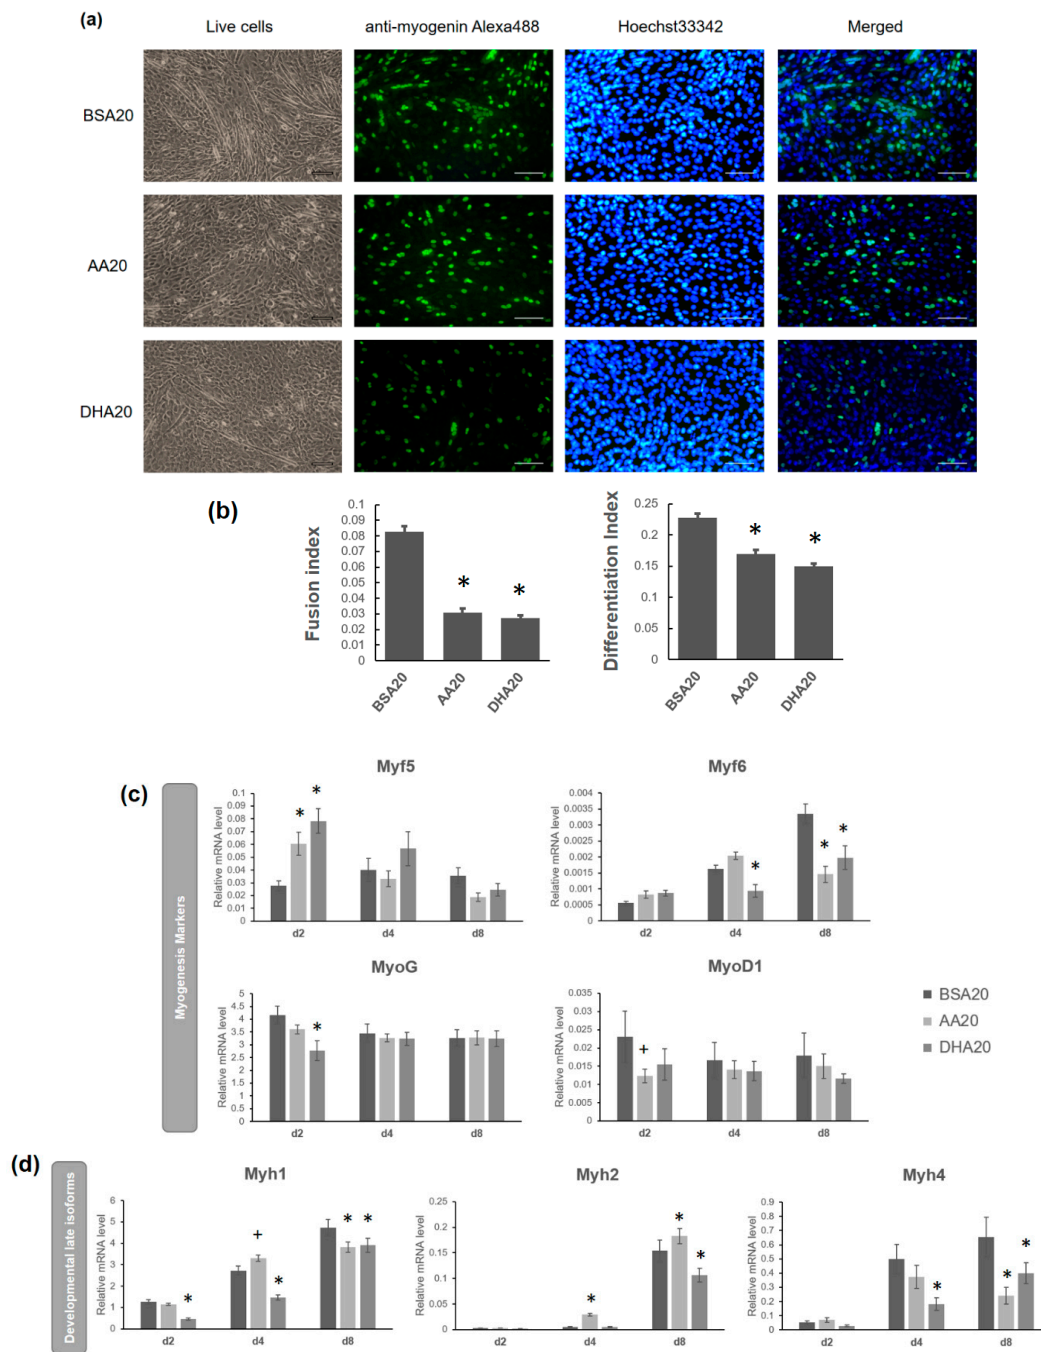 (a)
Live cells
anti-myogenin Alexa488
Hoechst33342
Merged
BSA20
AA20
DHA20
(b)
Fusion index
0.1
0.09
0.08
0.07
0.06
0.05
0.04
0.03
0.02
0.01
0
*
*
BSA20
AA20
DHA20
Differentiation Index
0.25
0.2
0.15
0.1
0.05
0
*
*
BSA20
AA20
DHA20
(c)
Myogenesis Markers
Myf5
Relative mRNA level
0.1
0.09
0.08
0.07
0.06
0.05
0.04
0.03
0.02
0.01
0
*
*
d2
d4
d8
Myf6
Relative mRNA level
0.004
0.0035
0.003
0.0025
0.002
0.0015
0.001
0.0005
0
*
*
*
d2
d4
d8
MyoG
Relative mRNA level
5
4.5
4
3.5
3
2.5
2
1.5
1
0.5
0
*
d2
d4
d8
MyoD1
Relative mRNA level
0.035
0.03
0.025
0.02
0.015
0.01
0.005
0
+
d2
d4
d8
BSA20
AA20
DHA20
(d)
Developmental late isoforms
Myh1
Relative mRNA level
6
5
4
3
2
1
0
*
+
*
*
*
d2
d4
d8
Myh2
Relative mRNA level
0.25
0.2
0.15
0.1
0.05
0
*
*
*
d2
d4
d8
Myh4
Relative mRNA level
0.9
0.8
0.7
0.6
0.5
0.4
0.3
0.2
0.1
0
*
*
*
d2
d4
d8